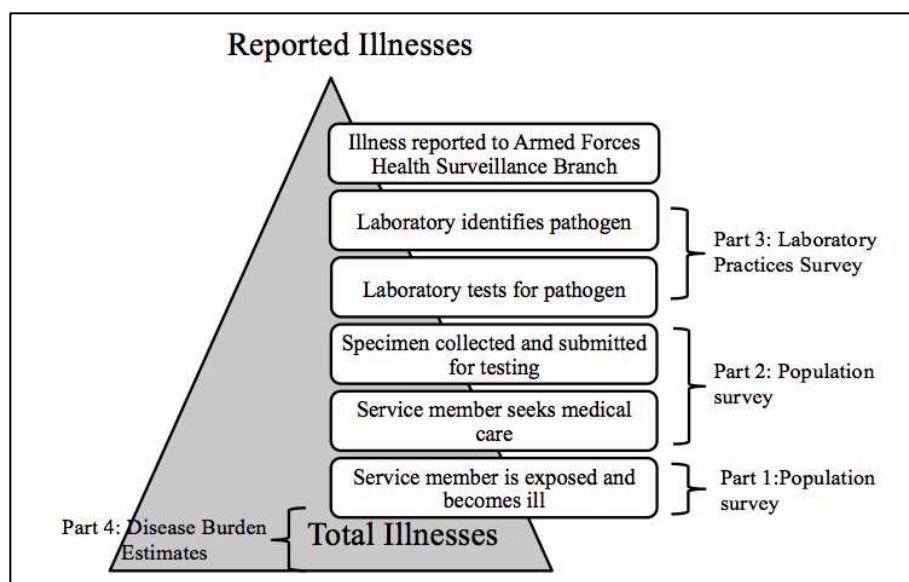 Reported Illnesses
Illness reported to Armed Forces
Health Surveillance Branch
Laboratory identifies pathogen
Part 3: Laboratory
Practices Survey
Laboratory tests for pathogen
Specimen collected and submitted
for testing
Part 2: Population
survey
Service member seeks medical
care
Service member is exposed and
becomes ill
Part 1:Population
survey
Part 4: Disease Burden
Estimates
Total Illnesses